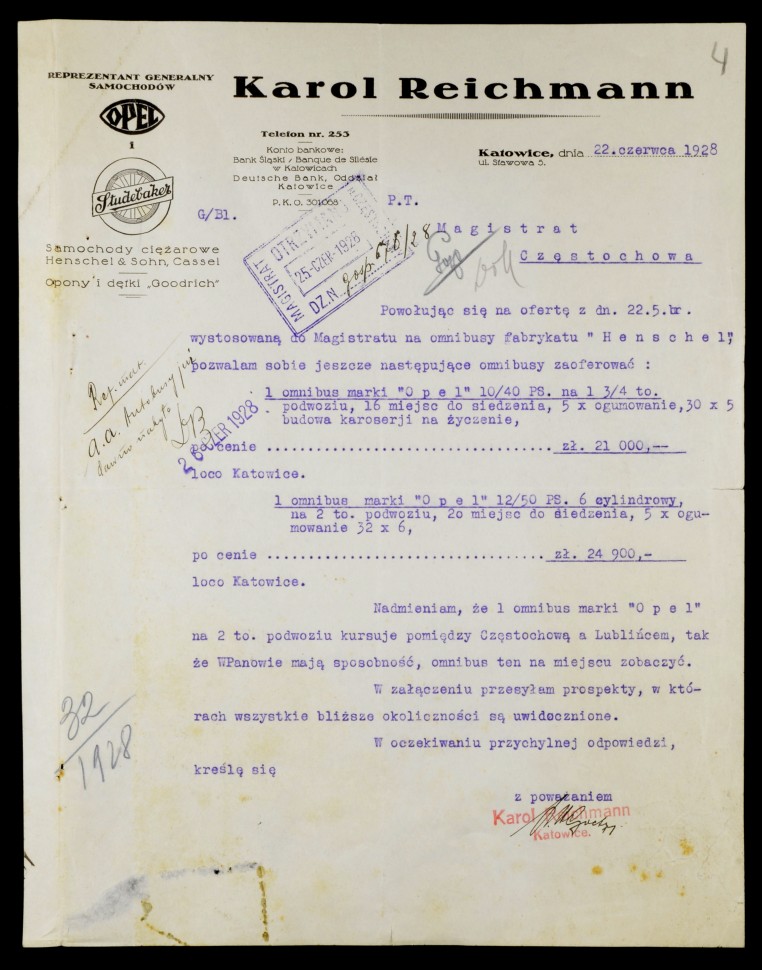 4
REPREZENTANT GENERALNY
SAMOCHODÓW
OPEL
i
Studebaker
Samochody ciężarowe
Henschel & Sohn, Cassel
Opony i dętki „Goodrich"
Karol Reichmann
Telefon nr. 253
Konto bankowe:
Bank Śląski / Banque de Silésie
w Katowicach
Deutsche Bank, Oddział
Katowice
P. K. O. 301068
Katowice, dnia 22.czerwca 1928
ul. Stawowa 5.
G/Bl.
P.T.
MAGISTRAT
25-CZER-1928
DZ.N.
Magistrat
Częstochowa
Powołując się na ofertę z dn. 22.5.br.
wystosowaną do Magistratu na omnibusy fabrykatu " H e n s c h e l",
pozwalam sobie jeszcze następujące omnibusy zaoferować :
1 omnibus marki "O p e l" 10/40 PS. na 1 3/4 to.
podwoziu, 16 miejsc do siedzenia, 5 x ogumowanie,30 x 5
budowa karoserji na życzenie,
26 CZER 1928
po cenie .................................. zł. 21 000,--
loco Katowice.
1 omnibus marki "O p e l" 12/50 PS. 6 cylindrowy,
na 2 to. podwoziu, 2o miejsc do siedzenia, 5 x ogu-
mowanie 32 x 6,
po cenie .................................. zł. 24 900,-
loco Katowice.
Nadmieniam, że 1 omnibus marki "O p e l"
na 2 to. podwoziu kursuje pomiędzy Częstochową a Lublińcem, tak
że WPanowie mają sposobność, omnibus ten na miejscu zobaczyć.
W załączeniu przesyłam prospekty, w któ-
rach wszystkie bliższe okoliczności są uwidocznione.
W oczekiwaniu przychylnej odpowiedzi,
kreślę się
32
1928
z poważaniem
Karol Reichmann
Katowice.